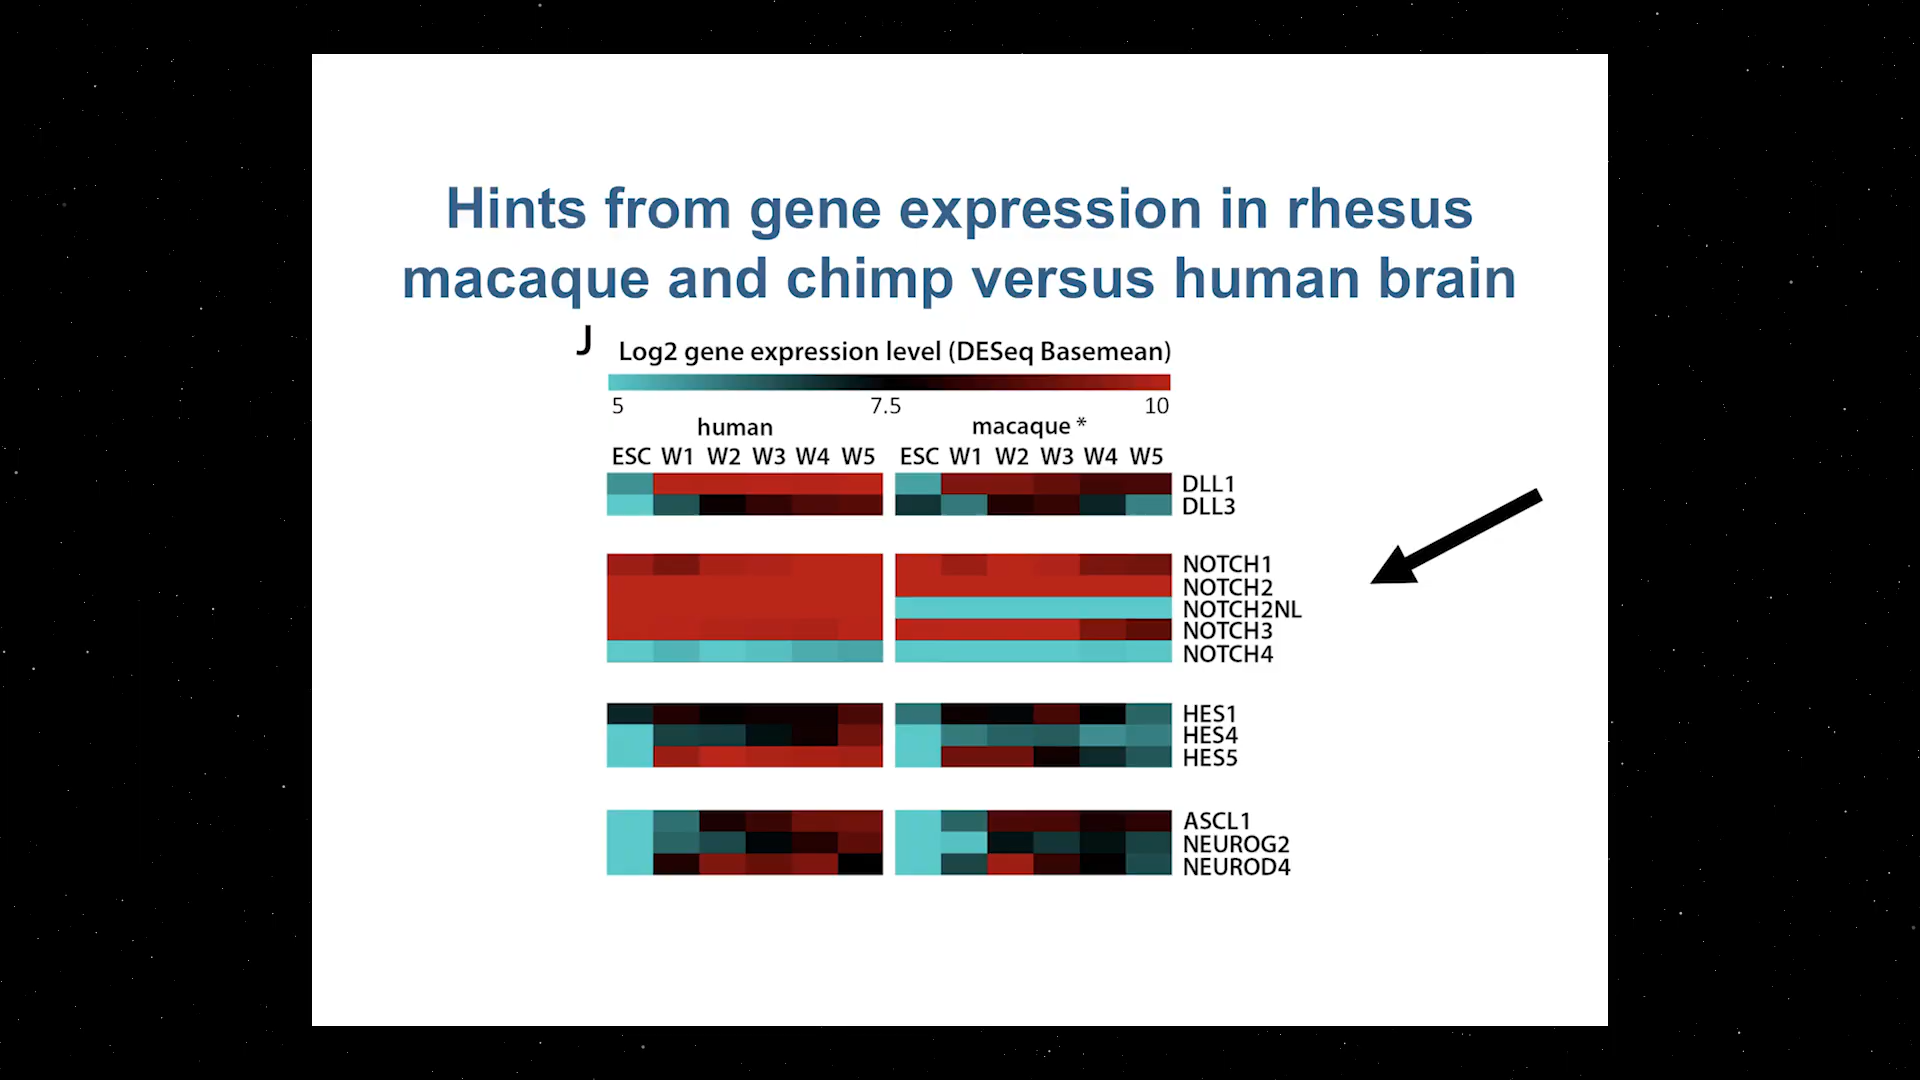 Hints from gene expression in rhesus
macaque and chimp versus human brain
J
Log2 gene expression level (DESeq Basemean)
5 7.5 10
human macaque *
ESC W1 W2 W3 W4 W5 ESC W1 W2 W3 W4 W5
DLL1
DLL3
NOTCH1
NOTCH2
NOTCH2NL
NOTCH3
NOTCH4
HES1
HES4
HES5
ASCL1
NEUROG2
NEUROD4